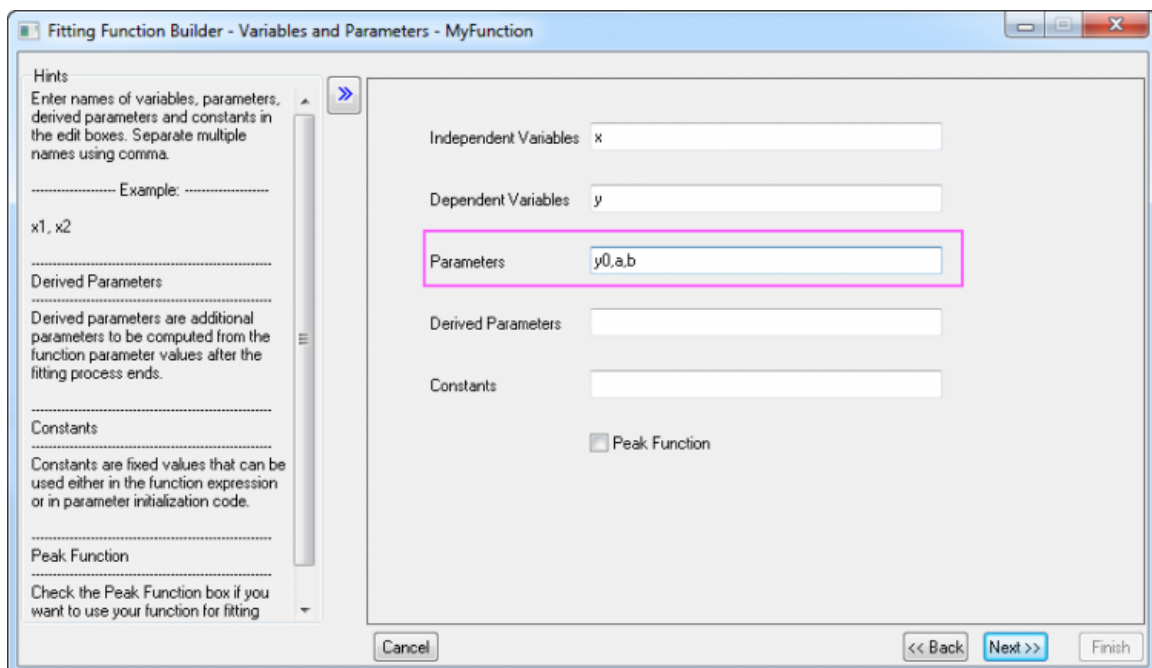 Fitting Function Builder - Variables and Parameters - MyFunction
Hints
Enter names of variables, parameters,
derived parameters and constants in
the edit boxes. Separate multiple
names using comma.
-------------------- Example: --------------------
x1, x2
Derived Parameters
Derived parameters are additional
parameters to be computed from the
function parameter values after the
fitting process ends.
Constants
Constants are fixed values that can be
used either in the function expression
or in parameter initialization code.
Peak Function
Check the Peak Function box if you
want to use your function for fitting
Independent Variables x
Dependent Variables y
Parameters y0,a,b
Derived Parameters
Constants
Peak Function
Cancel
<< Back
Next >>
Finish